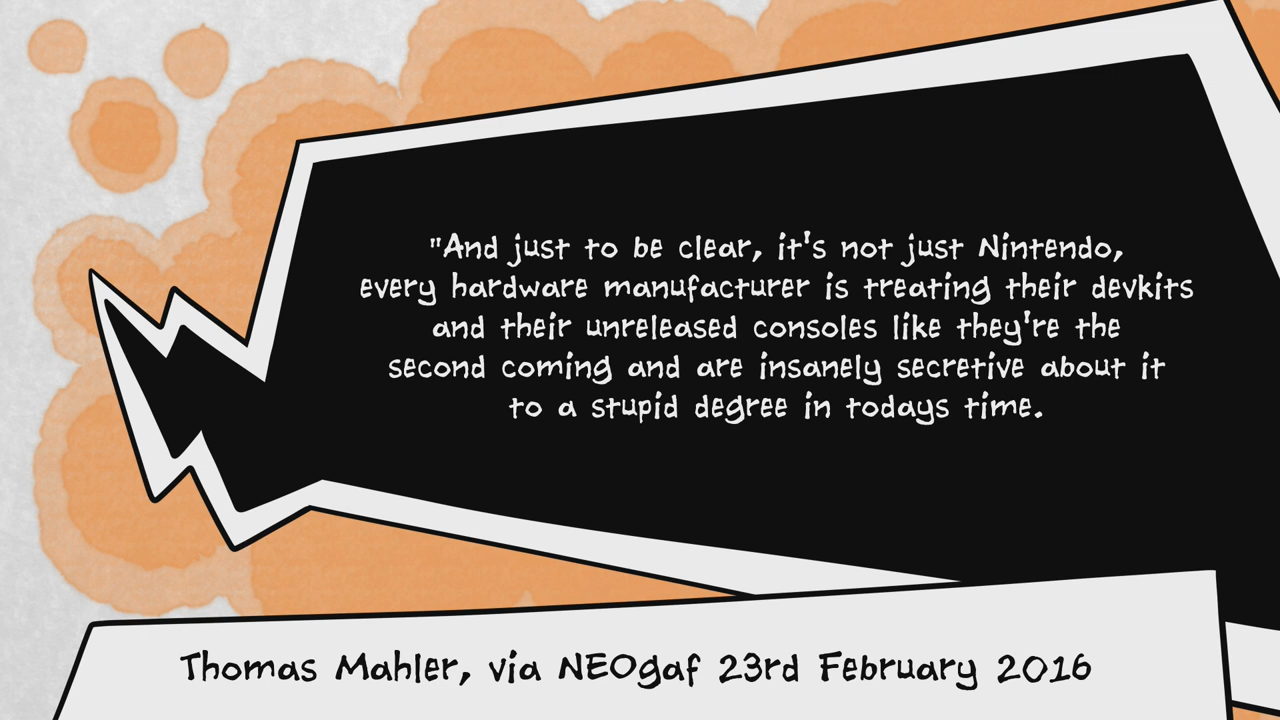 "And just to be clear, it's not just Nintendo,
every hardware manufacturer is treating their devkits
and their unreleased consoles like they're the
second coming and are insanely secretive about it
to a stupid degree in todays time.
Thomas Mahler, via NEOgaf 23rd February 2016